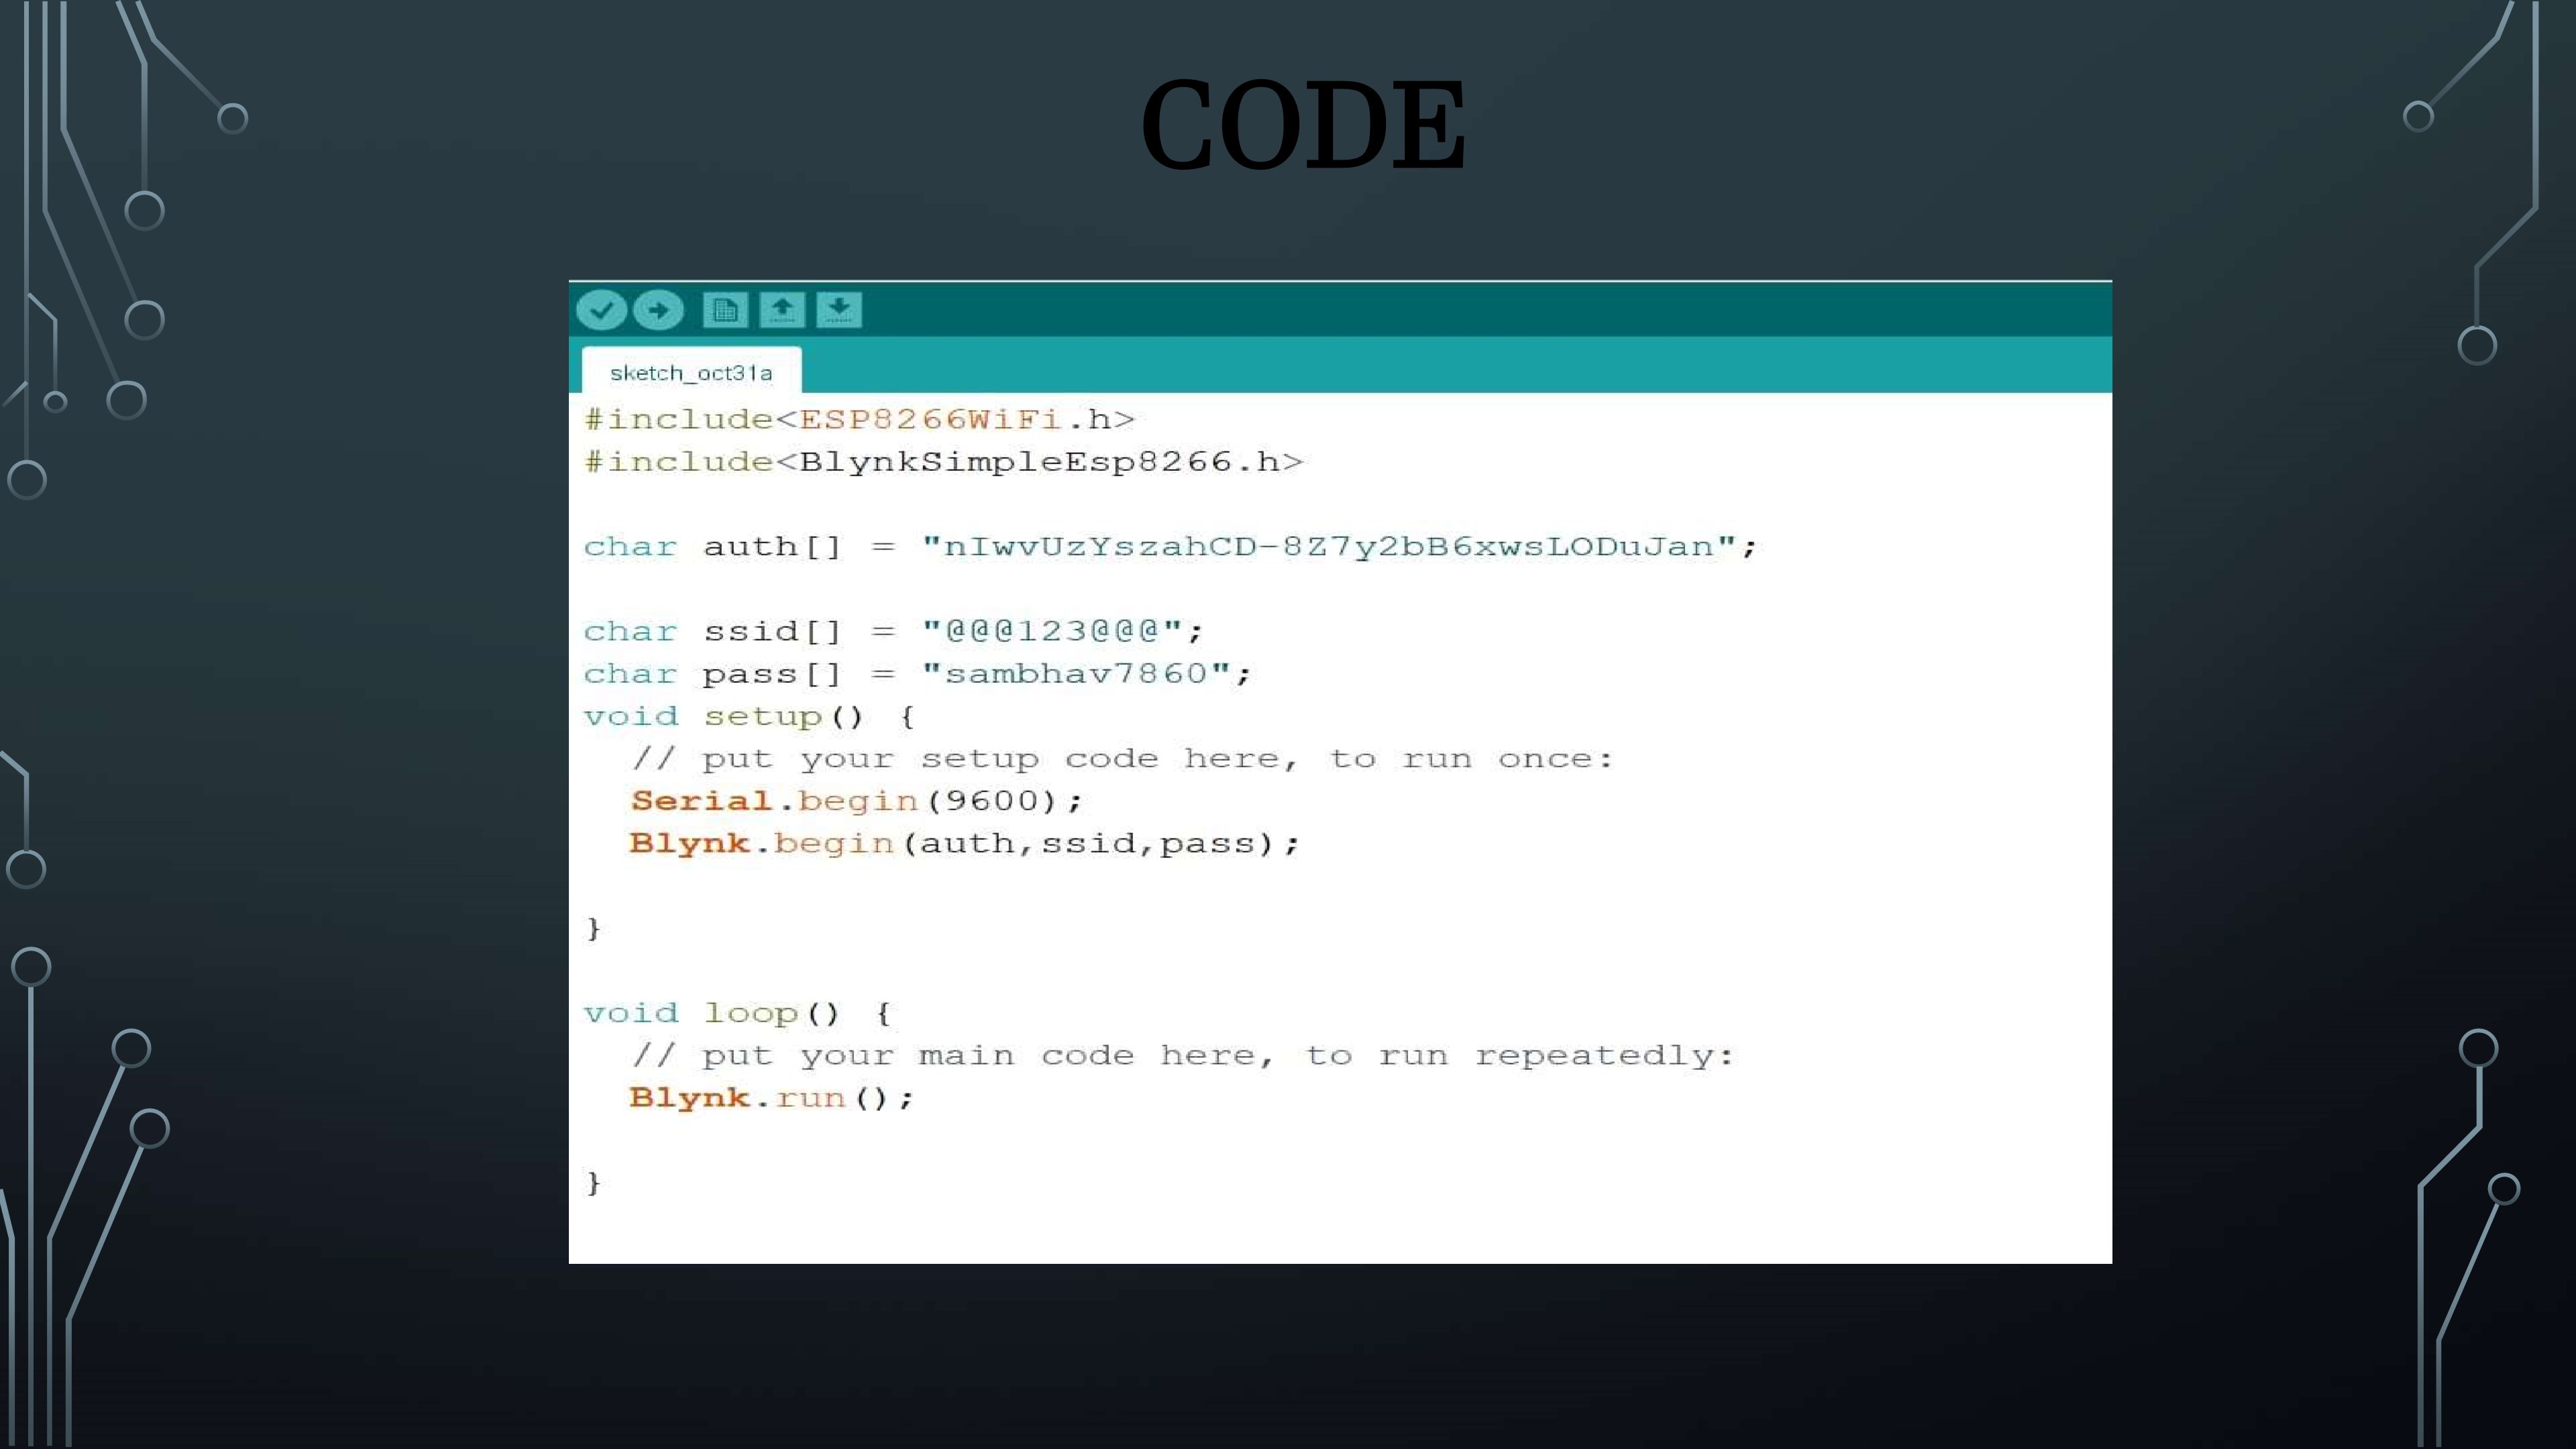 CODE
sketch_oct31a
#include<ESP8266WiFi.h>
#include<BlynkSimpleEsp8266.h>
char auth[] = "nIwvUzYszahCD-8Z7y2bB6xwsLODuJan";
char ssid[] = "@@@123@@@";
char pass[] = "sambhav7860";
void setup() {
  // put your setup code here, to run once:
  Serial.begin(9600);
  Blynk.begin(auth,ssid,pass);
}
void loop() {
  // put your main code here, to run repeatedly:
  Blynk.run();
}